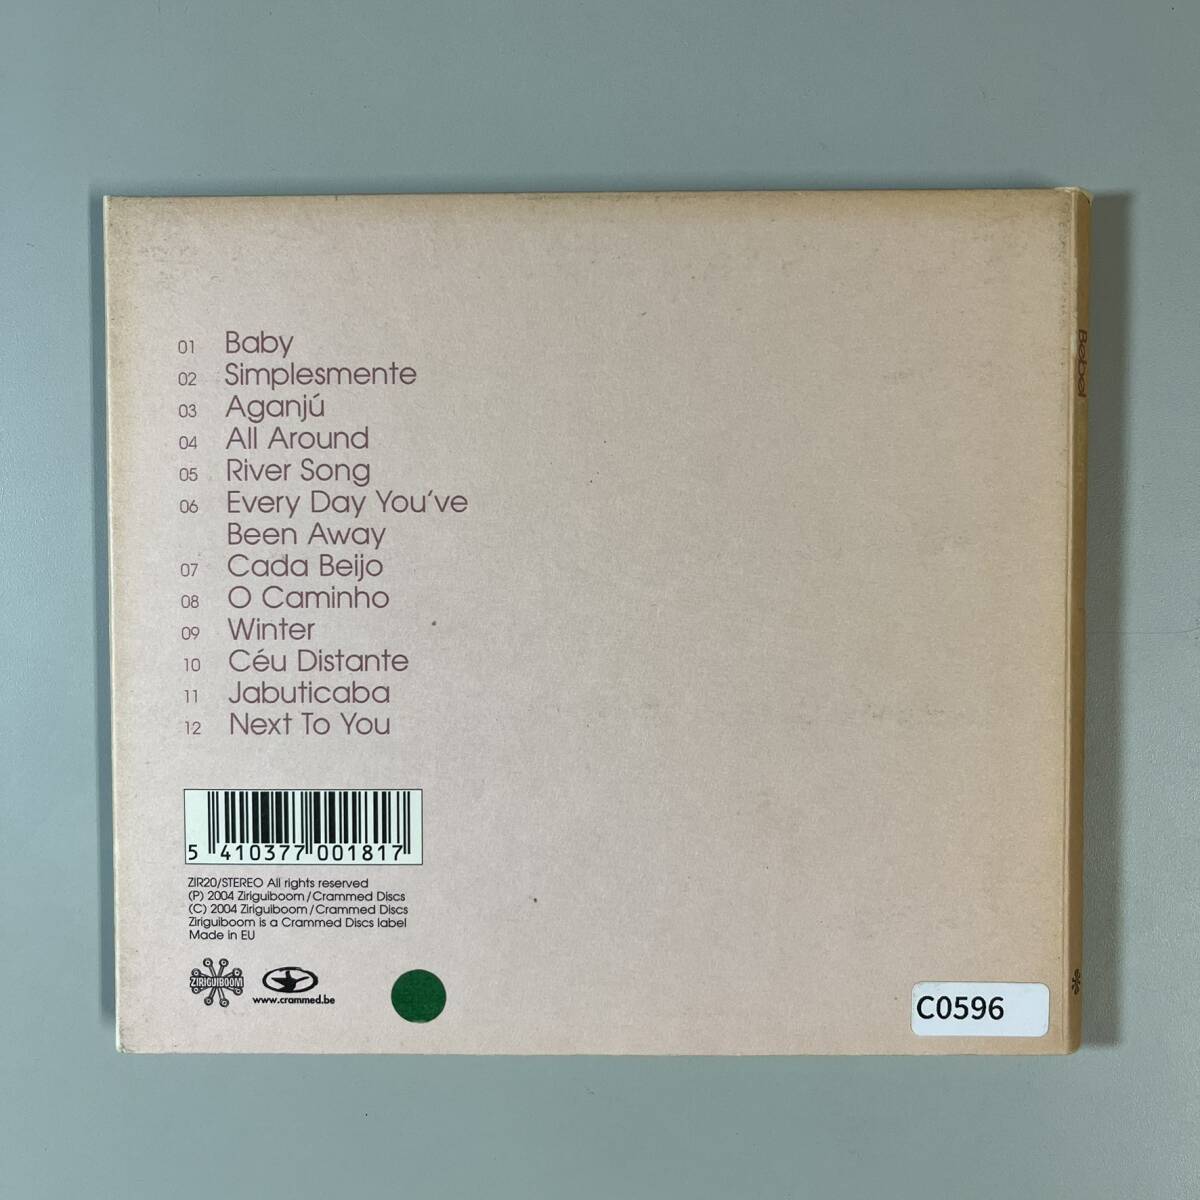 01 Baby
02 Simplesmente
03 Aganjú
04 All Around
05 River Song
06 Every Day You've
Been Away
07 Cada Beijo
08 O Caminho
09 Winter
10 Céu Distante
11 Jabuticaba
12 Next To You
5 410377 001817
ZIR20/STEREO All rights reserved
(P) 2004 Ziriguiboom/Crammed Discs
(C) 2004 Ziriguiboom/Crammed Discs
Ziriguiboom is a Crammed Discs label
Made in EU
ZIRIGUIBOOM
www.crammed.be
C0596
Bebel